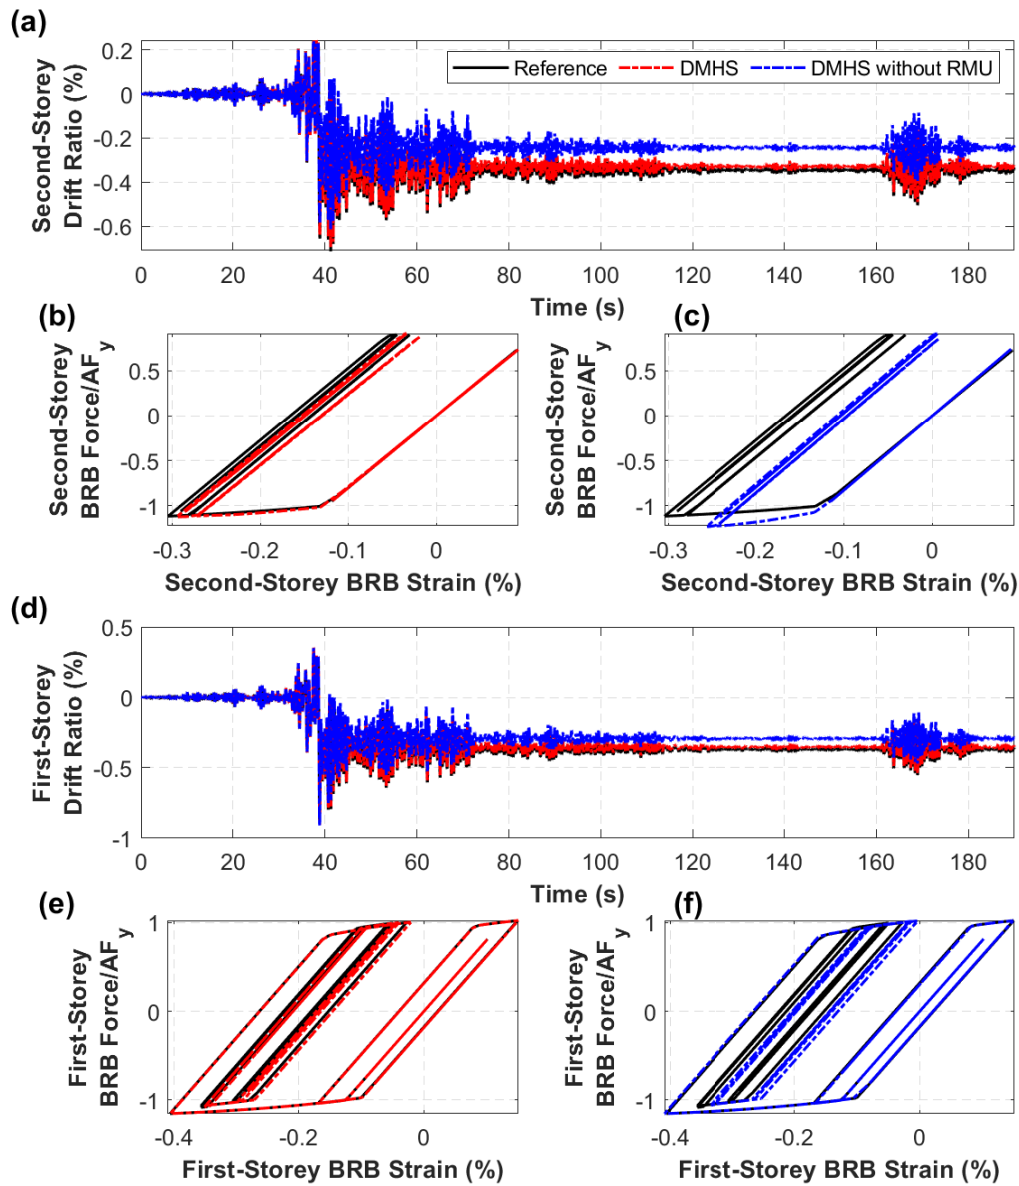 (a)
Second-Storey
Drift Ratio (%)
0.2
0
-0.2
-0.4
-0.6
Reference DMHS DMHS without RMU
0 20 40 60 80 100 120 140 160 180
Time (s)
(b)
Second-Storey
BRB Force/AFy
0.5
0
-0.5
-1
-0.3 -0.2 -0.1 0
Second-Storey BRB Strain (%)
(c)
Second-Storey
BRB Force/AFy
0.5
0
-0.5
-1
-0.3 -0.2 -0.1 0
Second-Storey BRB Strain (%)
(d)
First-Storey
Drift Ratio (%)
0.5
0
-0.5
-1
0 20 40 60 80 100 120 140 160 180
Time (s)
(e)
First-Storey
BRB Force/AFy
1
0
-1
-0.4 -0.2 0
First-Storey BRB Strain (%)
(f)
First-Storey
BRB Force/AFy
1
0
-1
-0.4 -0.2 0
First-Storey BRB Strain (%)